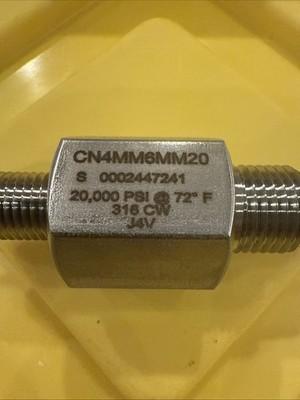 CN4MM6MM20
S 0002447241
20,000 PSI @ 72° F
316 CW
J4V